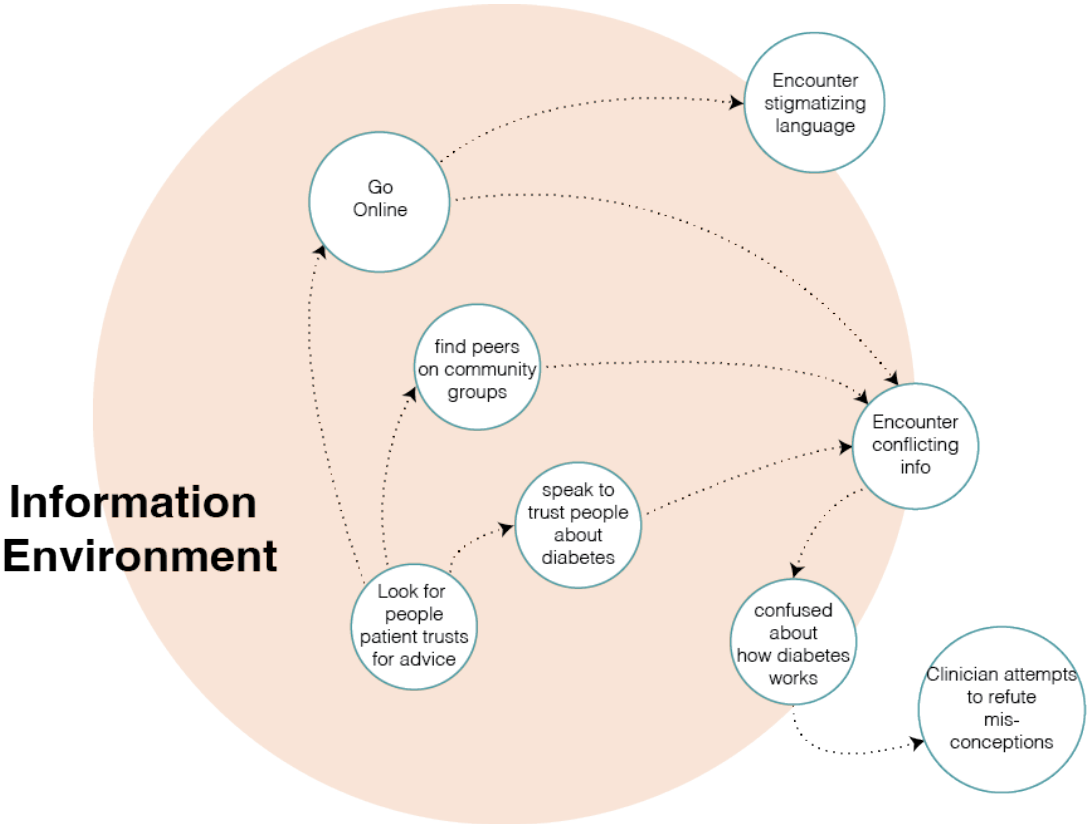 Encounter
stigmatizing
language
Go
Online
find peers
on community
groups
Encounter
conflicting
info
speak to
trust people
about
diabetes
Information
Environment
Look for
people
patient trusts
for advice
confused
about
how diabetes
works
Clinician attempts
to refute
mis-
conceptions